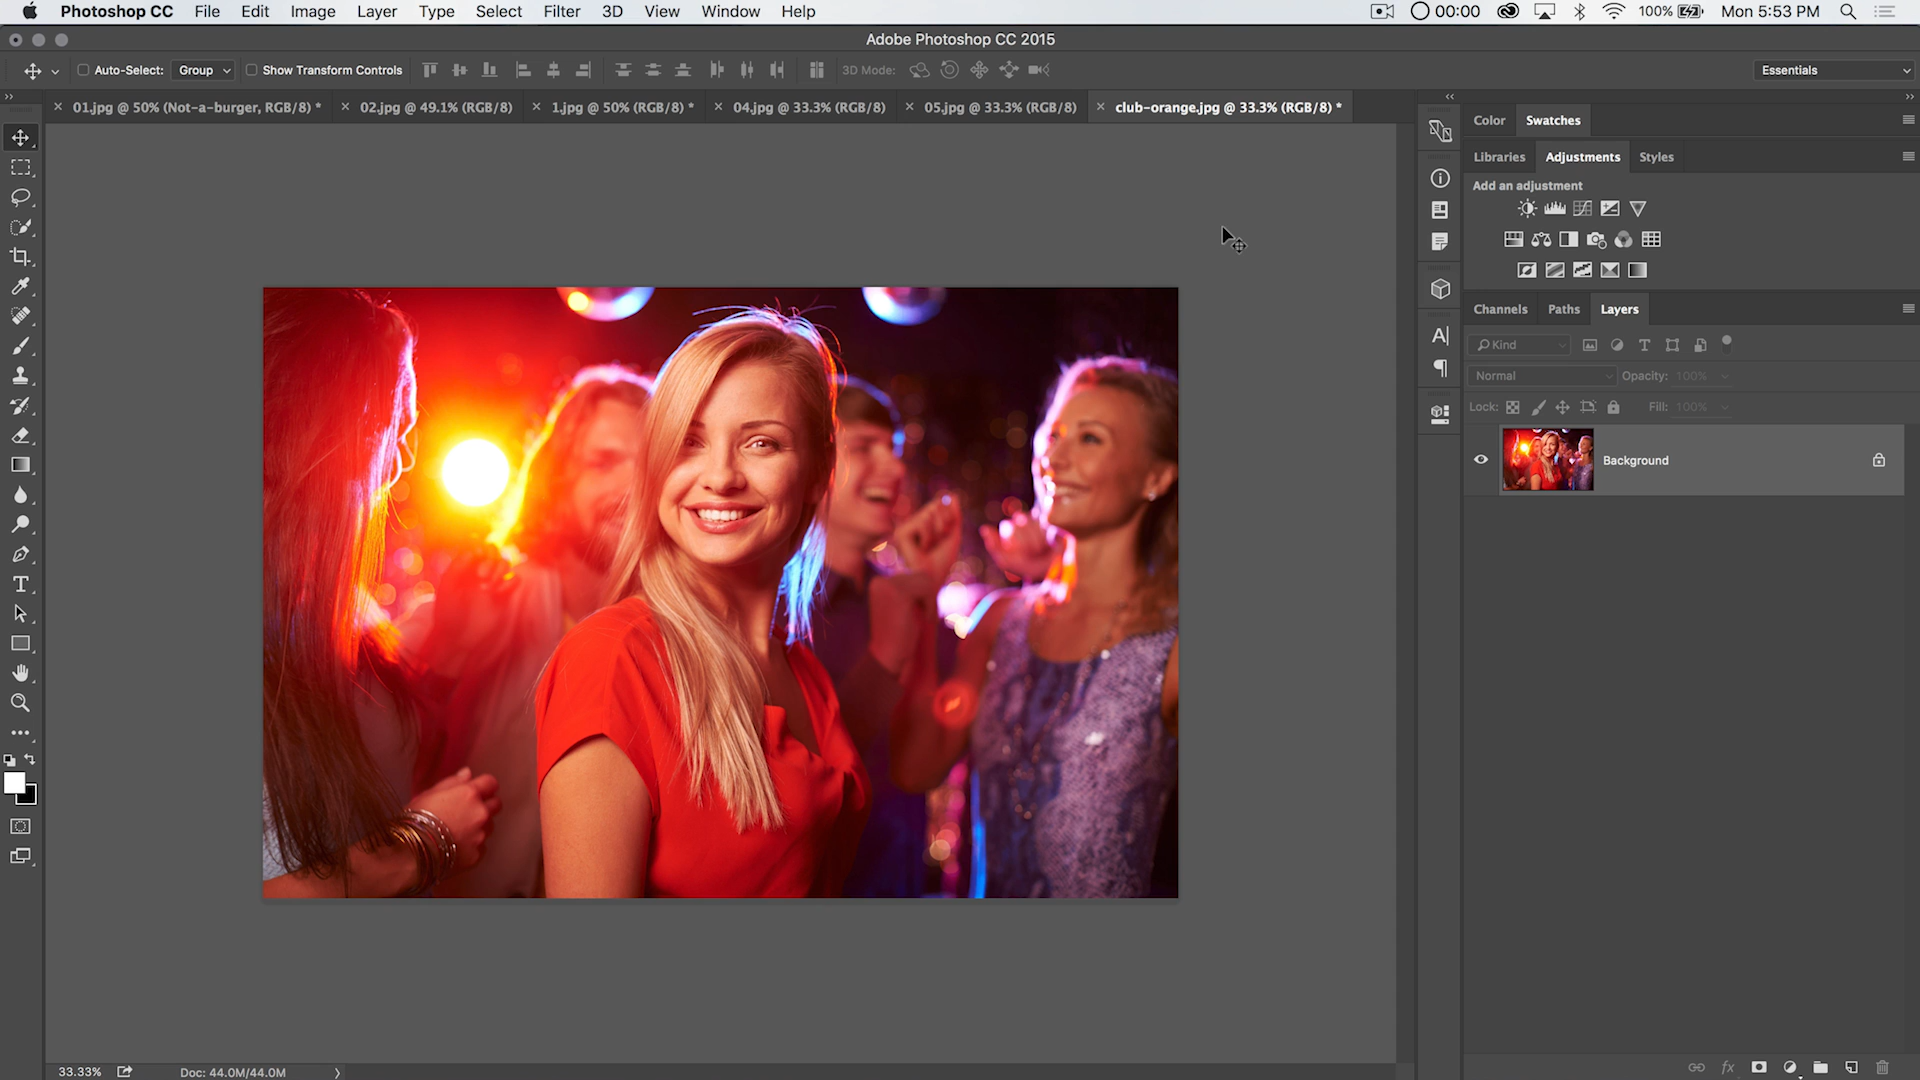 Photoshop CC File Edit Image Layer Type Select Filter 3D View Window Help 00:00 100% Mon 5:53 PM
Adobe Photoshop CC 2015
Auto-Select: Group Show Transform Controls 3D Mode: Essentials
01.jpg @ 50% (Not-a-burger, RGB/8) * 02.jpg @ 49.1% (RGB/8) 1.jpg @ 50% (RGB/8) * 04.jpg @ 33.3% (RGB/8) 05.jpg @ 33.3% (RGB/8) club-orange.jpg @ 33.3% (RGB/8) *
Color Swatches
Libraries Adjustments Styles
Add an adjustment
Channels Paths Layers
Kind
Normal Opacity: 100%
Lock: Fill: 100%
Background
33.33% Doc: 44.0M/44.0M